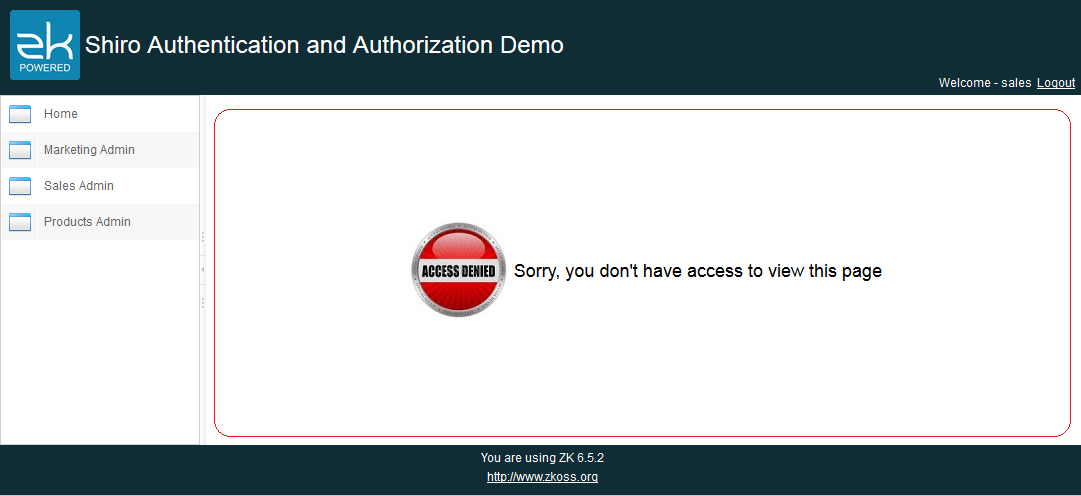 zk
POWERED
Shiro Authentication and Authorization Demo
Welcome - sales Logout
Home
Marketing Admin
Sales Admin
Products Admin
ACCESS DENIED
Sorry, you don't have access to view this page
You are using ZK 6.5.2
http://www.zkoss.org